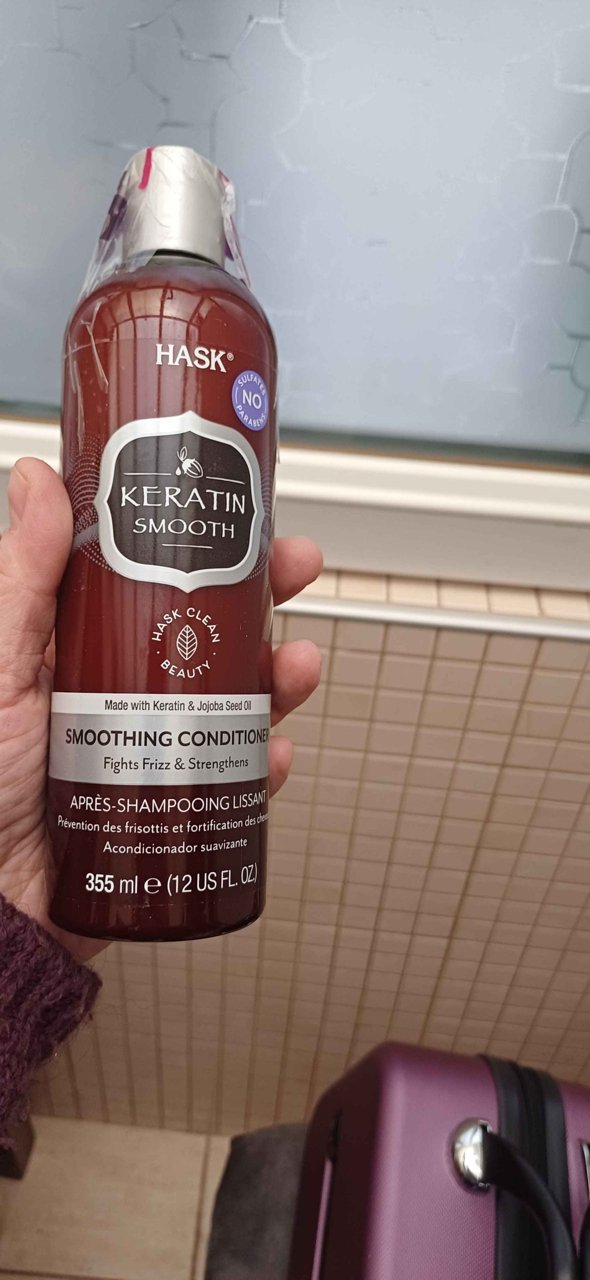 HASK®
SULFATES
NO
PARABENS
KERATIN
SMOOTH
HASK CLEAN
BEAUTY
Made with Keratin & Jojoba Seed Oil
SMOOTHING CONDITIONER
Fights Frizz & Strengthens
APRÈS-SHAMPOOING LISSANT
Prévention des frisottis et fortification des
Acondicionador suavizante
355 ml ℮ (12 US FL. OZ.)